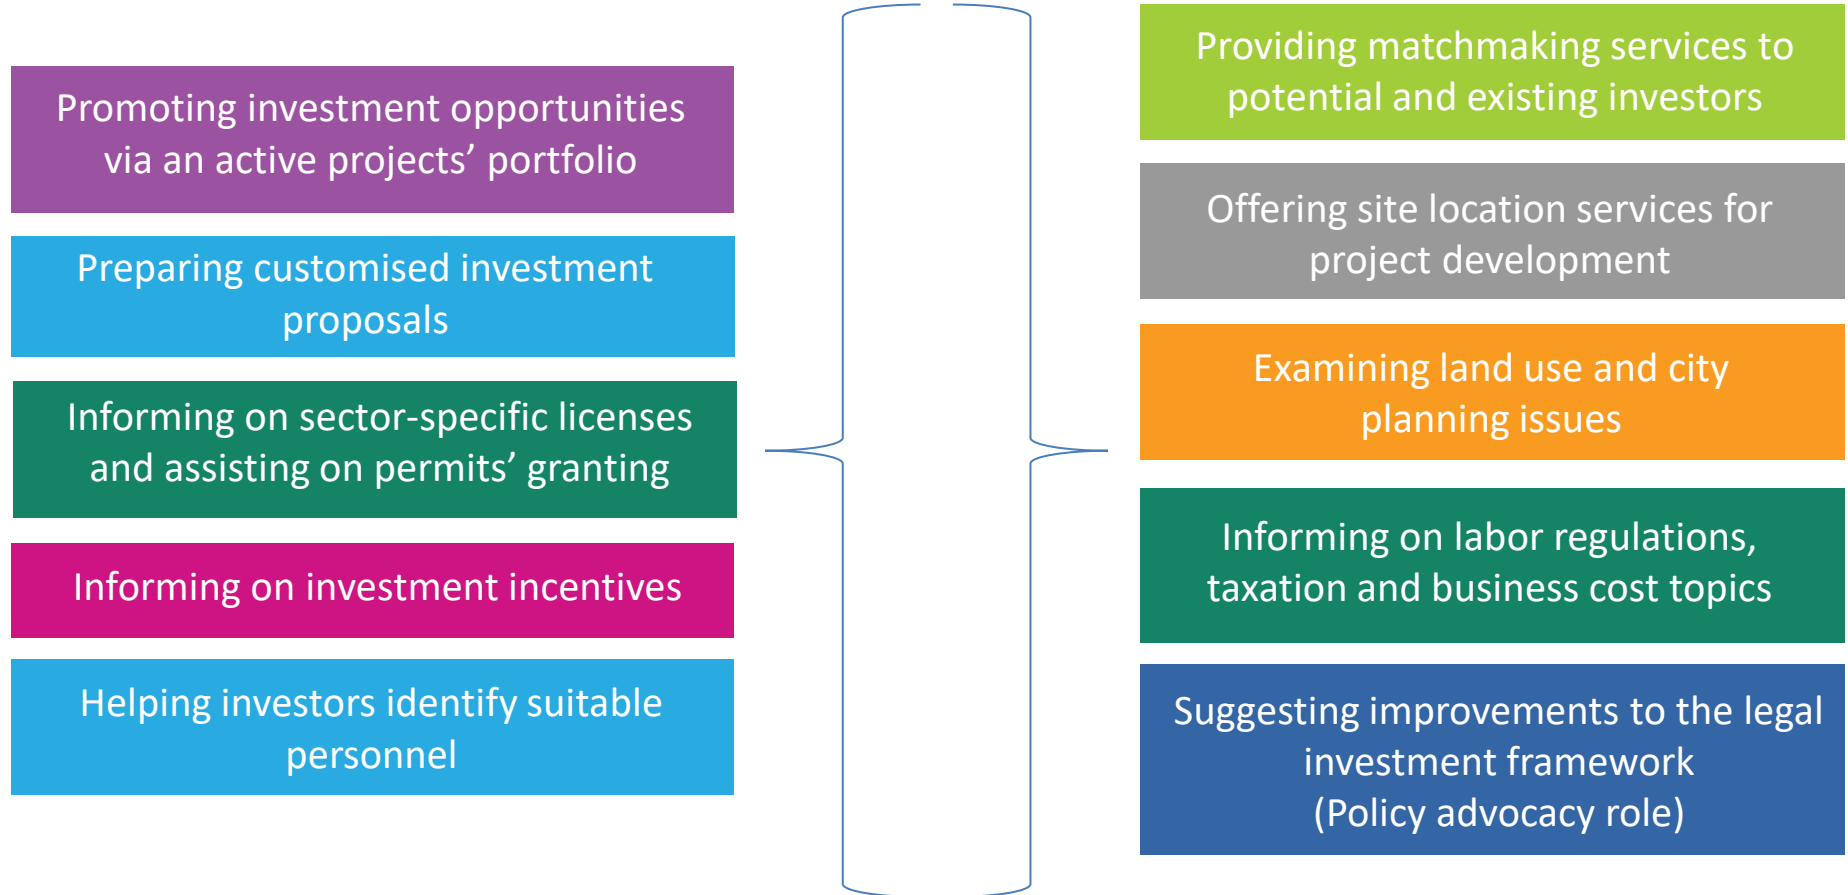 Promoting investment opportunities
via an active projects’ portfolio
Preparing customised investment
proposals
Informing on sector-specific licenses
and assisting on permits’ granting
Informing on investment incentives
Helping investors identify suitable
personnel
Providing matchmaking services to
potential and existing investors
Offering site location services for
project development
Examining land use and city
planning issues
Informing on labor regulations,
taxation and business cost topics
Suggesting improvements to the legal
investment framework
(Policy advocacy role)